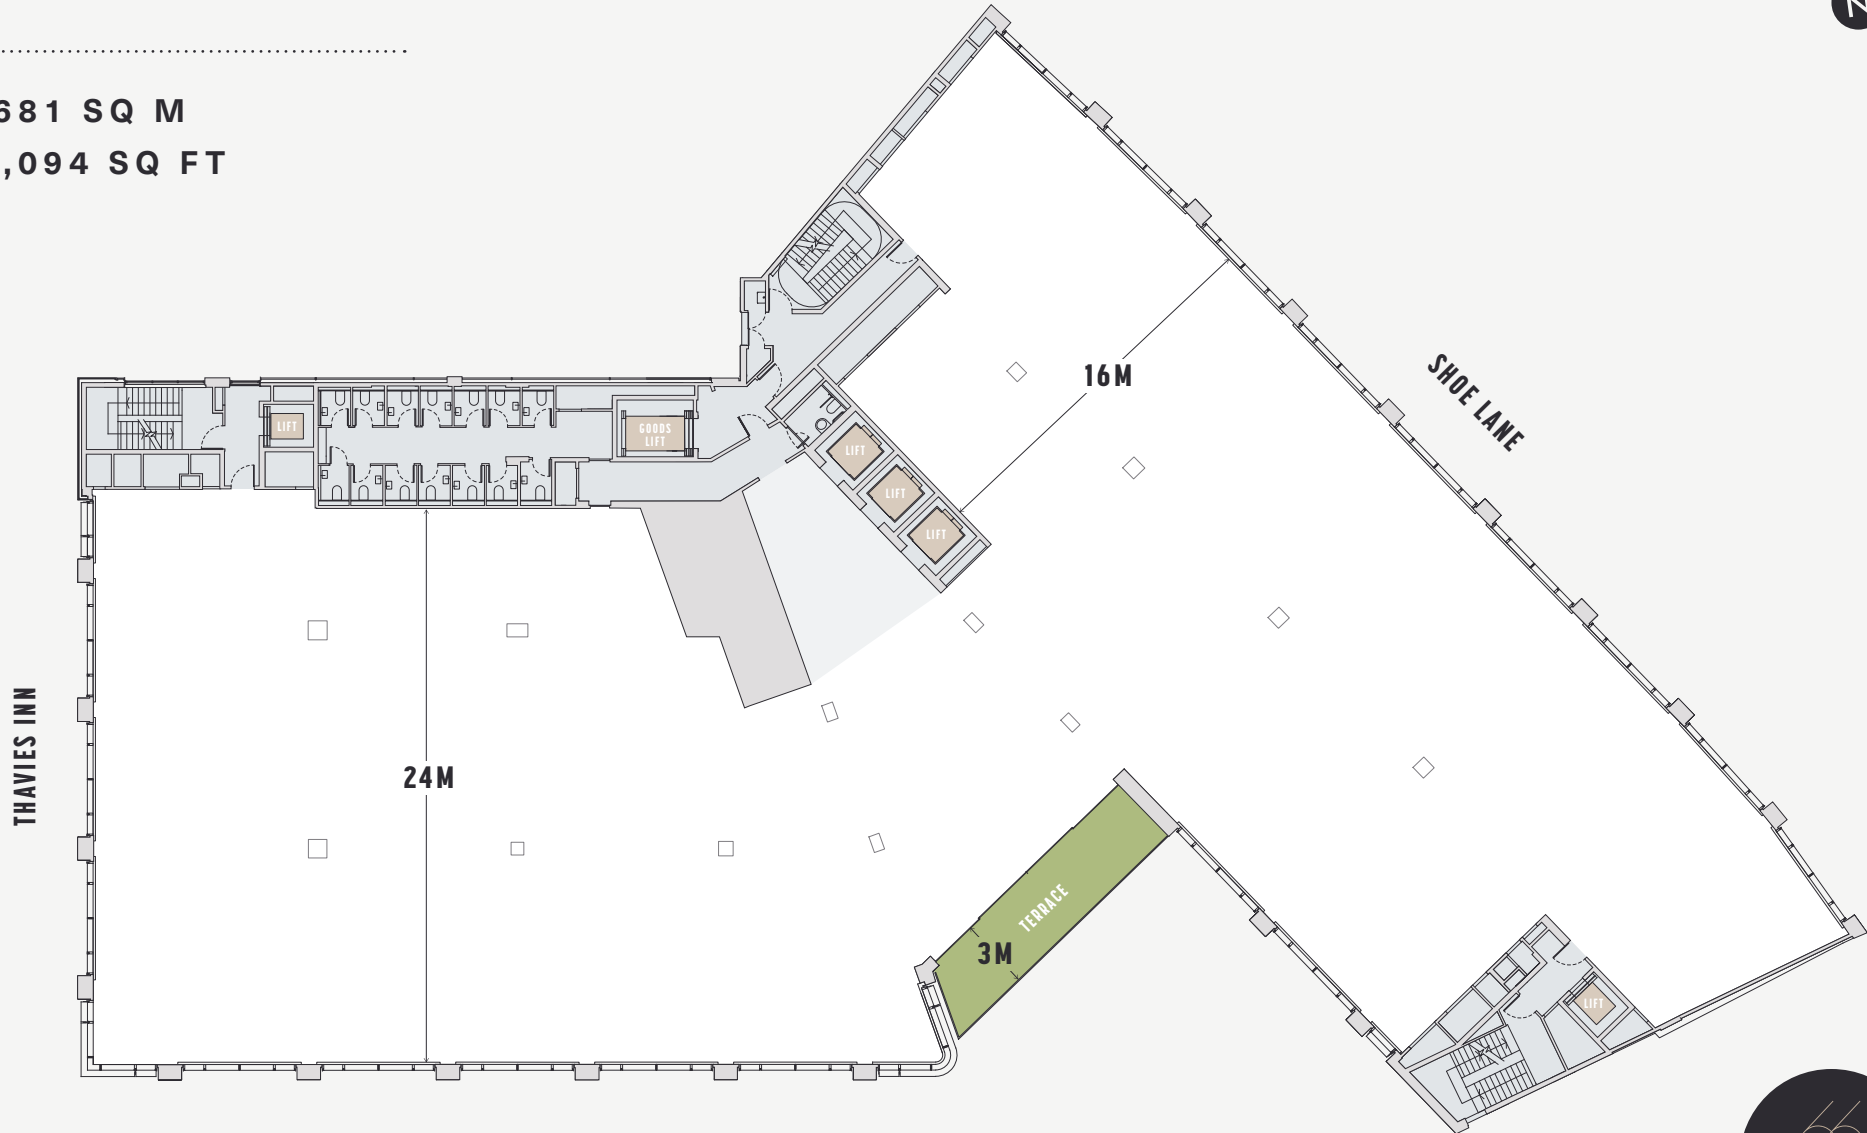 681 SQ M
,094 SQ FT
SHOE LANE
16M
LIFT
GOODS
LIFT
LIFT
LIFT
LIFT
THAVIES INN
24M
TERRACE
3M
LIFT